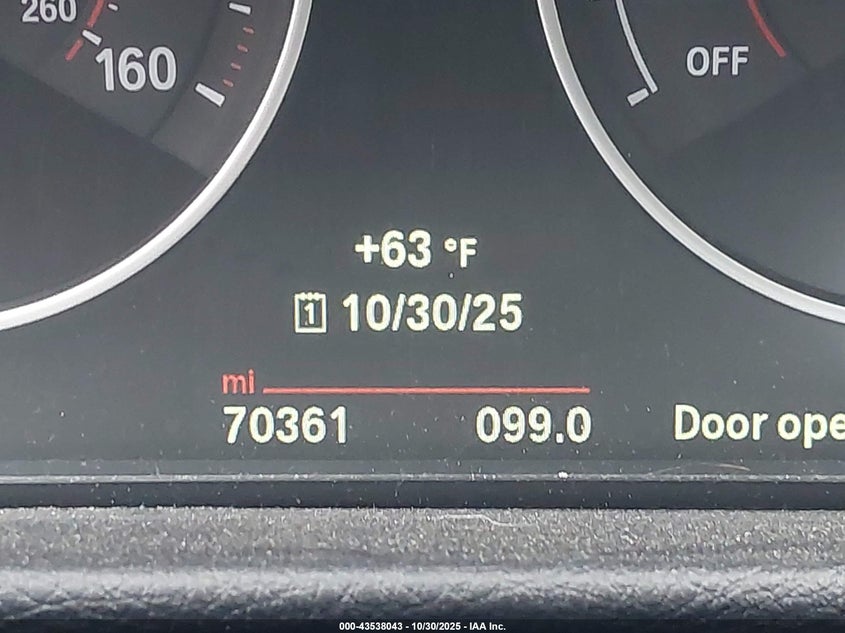 260
160
OFF
+63 °F
1 10/30/25
mi
70361 099.0 Door ope
000-43538043 - 10/30/2025 - IAA Inc.